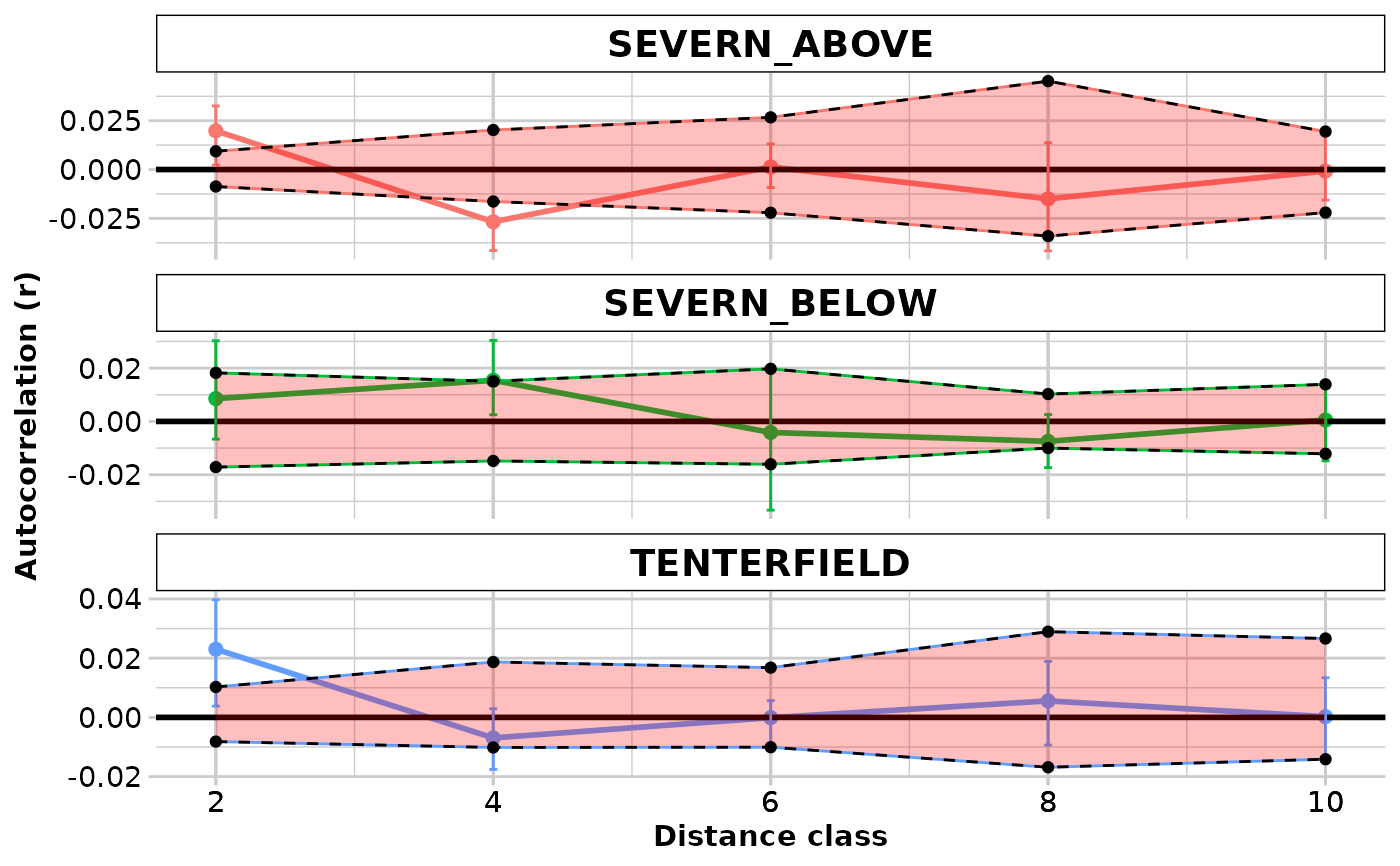 SEVERN_ABOVE
0.025
0.000
-0.025
SEVERN_BELOW
0.02
0.00
-0.02
TENTERFIELD
0.04
0.02
0.00
-0.02
2 4 6 8 10
Distance class
Autocorrelation (r)